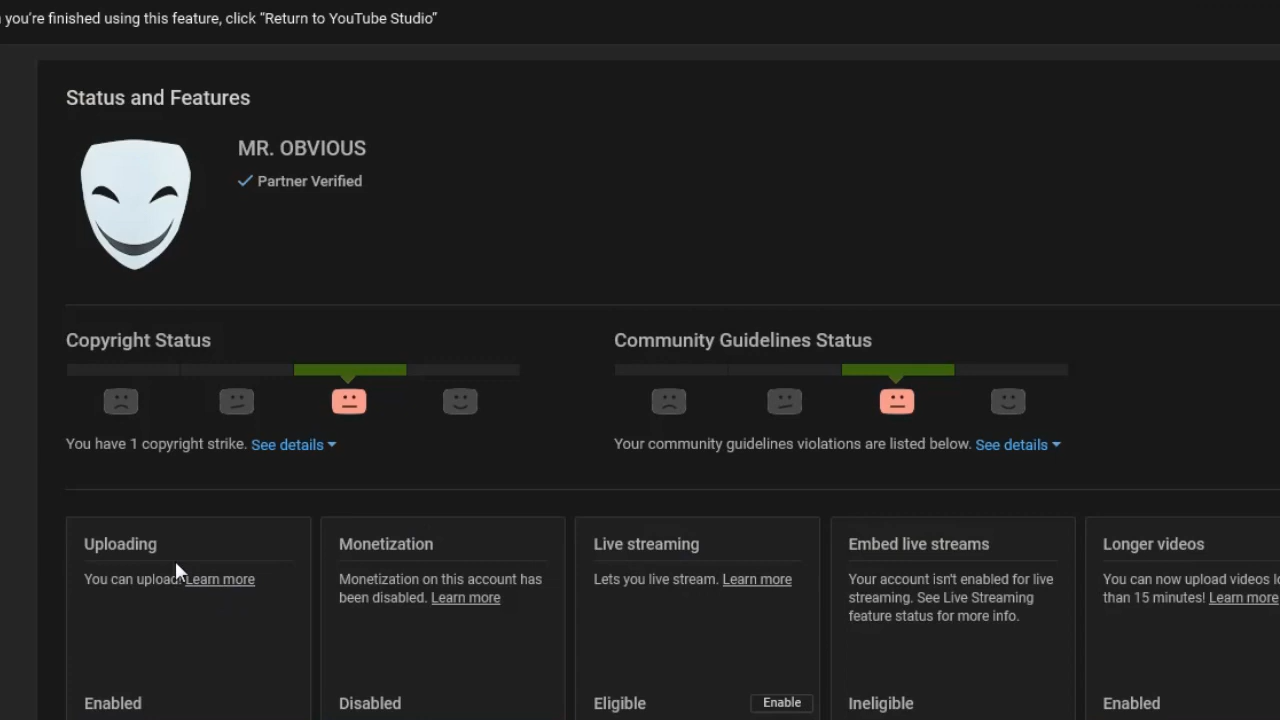 you're finished using this feature, click “Return to YouTube Studio”
Status and Features
MR. OBVIOUS
Partner Verified
Copyright Status
You have 1 copyright strike. See details
Community Guidelines Status
Your community guidelines violations are listed below. See details
Uploading
You can upload. Learn more
Enabled
Monetization
Monetization on this account has
been disabled. Learn more
Disabled
Live streaming
Lets you live stream. Learn more
Eligible
Enable
Embed live streams
Your account isn't enabled for live
streaming. See Live Streaming
feature status for more info.
Ineligible
Longer videos
You can now upload videos
than 15 minutes! Learn more
Enabled